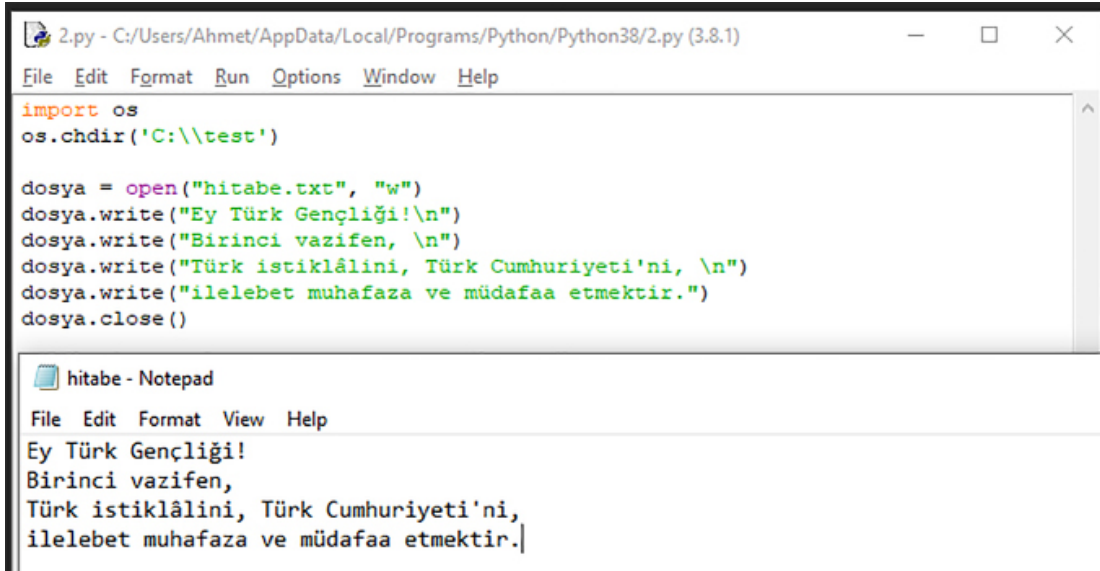 2.py - C:/Users/Ahmet/AppData/Local/Programs/Python/Python38/2.py (3.8.1)
File Edit Format Run Options Window Help
import os
os.chdir('C:\\test')
dosya = open("hitabe.txt", "w")
dosya.write("Ey Türk Gençliği!\n")
dosya.write("Birinci vazifen, \n")
dosya.write("Türk istiklâlini, Türk Cumhuriyeti'ni, \n")
dosya.write("ilelebet muhafaza ve müdafaa etmektir.")
dosya.close()
hitabe - Notepad
File Edit Format View Help
Ey Türk Gençliği!
Birinci vazifen,
Türk istiklâlini, Türk Cumhuriyeti'ni,
ilelebet muhafaza ve müdafaa etmektir.